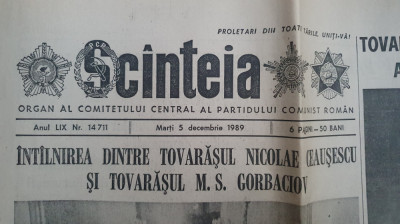 PROLETARI DIN TOATE ȚĂRILE, UNIȚI-VĂ!
Scînteia
ORGAN AL COMITETULUI CENTRAL AL PARTIDULUI COMUNIST ROMÂN
Anul LIX Nr. 14 711 Marți 5 decembrie 1989 6 PAGINI - 50 BANI
ÎNTÎLNIREA DINTRE TOVARĂȘUL NICOLAE CEAUȘESCU
ȘI TOVARĂȘUL M. S. GORBACIOV